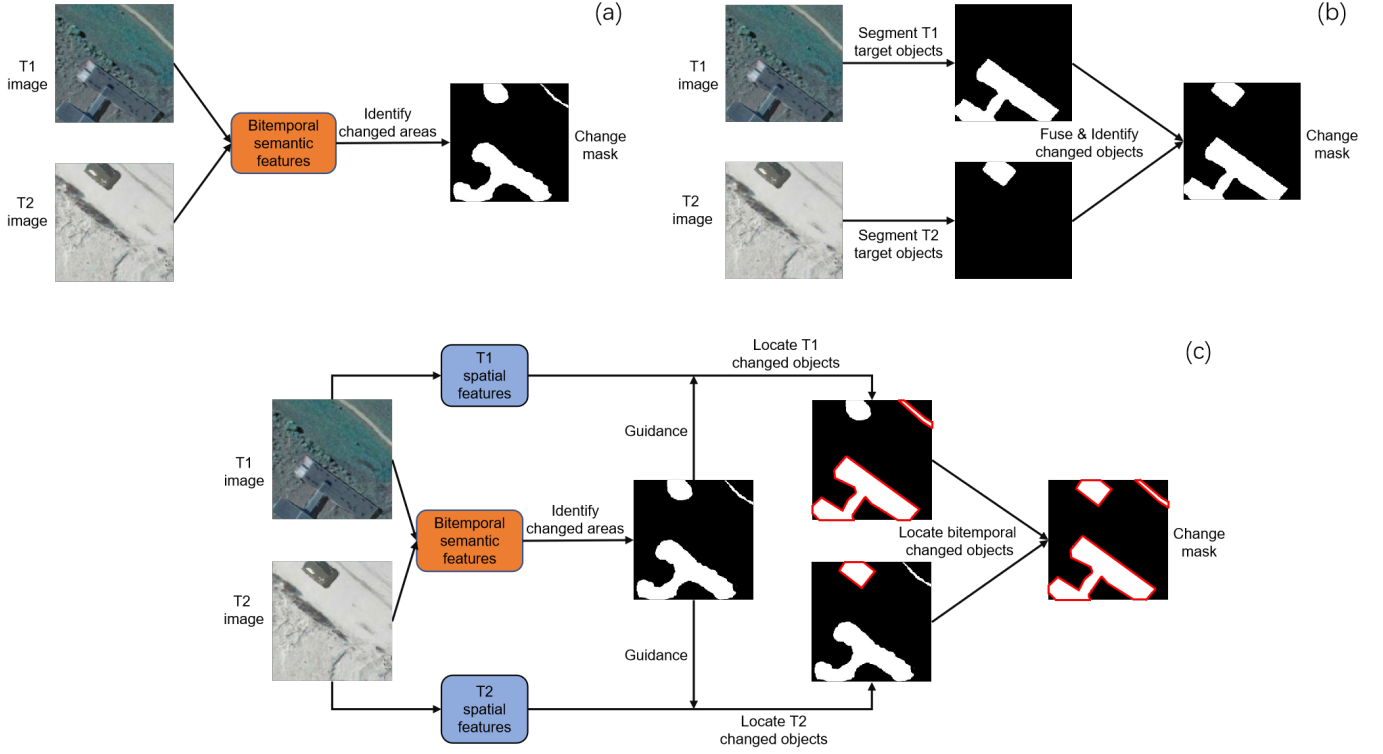 (a)
T1
image
T2
image
Bitemporal
semantic
features
Identify
changed areas
Change
mask
(b)
T1
image
T2
image
Segment T1
target objects
Segment T2
target objects
Fuse & Identify
changed objects
Change
mask
(c)
T1
image
T2
image
T1
spatial
features
Bitemporal
semantic
features
T2
spatial
features
Identify
changed areas
Guidance
Guidance
Locate T1
changed objects
Locate T2
changed objects
Locate bitemporal
changed objects
Change
mask